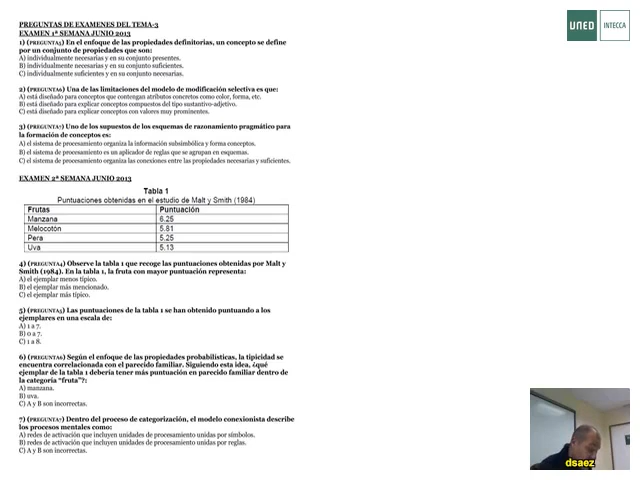 PREGUNTAS DE EXAMENES DEL TEMA-3
EXAMEN 1ª SEMANA JUNIO 2013
1) (PREGUNTA5) En el enfoque de las propiedades definitorias, un concepto se define
por un conjunto de propiedades que son:
A) individualmente necesarias y en su conjunto presentes.
B) individualmente necesarias y en su conjunto suficientes.
C) individualmente suficientes y en su conjunto necesarias.
2) (PREGUNTA6) Una de las limitaciones del modelo de modificación selectiva es que:
A) está diseñado para conceptos que contengan atributos concretos como color, forma, etc.
B) está diseñado para explicar conceptos compuestos del tipo sustantivo-adjetivo.
C) está diseñado para explicar conceptos con valores muy prominentes.
3) (PREGUNTA7) Uno de los supuestos de los esquemas de razonamiento pragmático para
la formación de conceptos es:
A) el sistema de procesamiento organiza la información subsimbólica y forma conceptos.
B) el sistema de procesamiento es un aplicador de reglas que se agrupan en esquemas.
C) el sistema de procesamiento organiza las conexiones entre las propiedades necesarias y suficientes.
EXAMEN 2ª SEMANA JUNIO 2013
Tabla 1
Puntuaciones obtenidas en el estudio de Malt y Smith (1984)
Frutas Puntuación
Manzana 6.25
Melocotón 5.81
Pera 5.25
Uva 5.13
4) (PREGUNTA4) Observe la tabla 1 que recoge las puntuaciones obtenidas por Malt y
Smith (1984). En la tabla 1, la fruta con mayor puntuación representa:
A) el ejemplar menos típico.
B) el ejemplar más mencionado.
C) el ejemplar más típico.
5) (PREGUNTA5) Las puntuaciones de la tabla 1 se han obtenido puntuando a los
ejemplares en una escala de:
A) 1 a 7.
B) 0 a 7.
C) 1 a 8.
6) (PREGUNTA6) Según el enfoque de las propiedades probabilísticas, la tipicidad se
encuentra correlacionada con el parecido familiar. Siguiendo esta idea, ¿qué
ejemplar de la tabla 1 debería tener más puntuación en parecido familiar dentro de
la categoría “fruta”?:
A) manzana.
B) uva.
C) A y B son incorrectas.
7) (PREGUNTA7) Dentro del proceso de categorización, el modelo conexionista describe
los procesos mentales como:
A) redes de activación que incluyen unidades de procesamiento unidas por símbolos.
B) redes de activación que incluyen unidades de procesamiento unidas por reglas.
C) A y B son incorrectas.
UNED INTECCA
dsaez